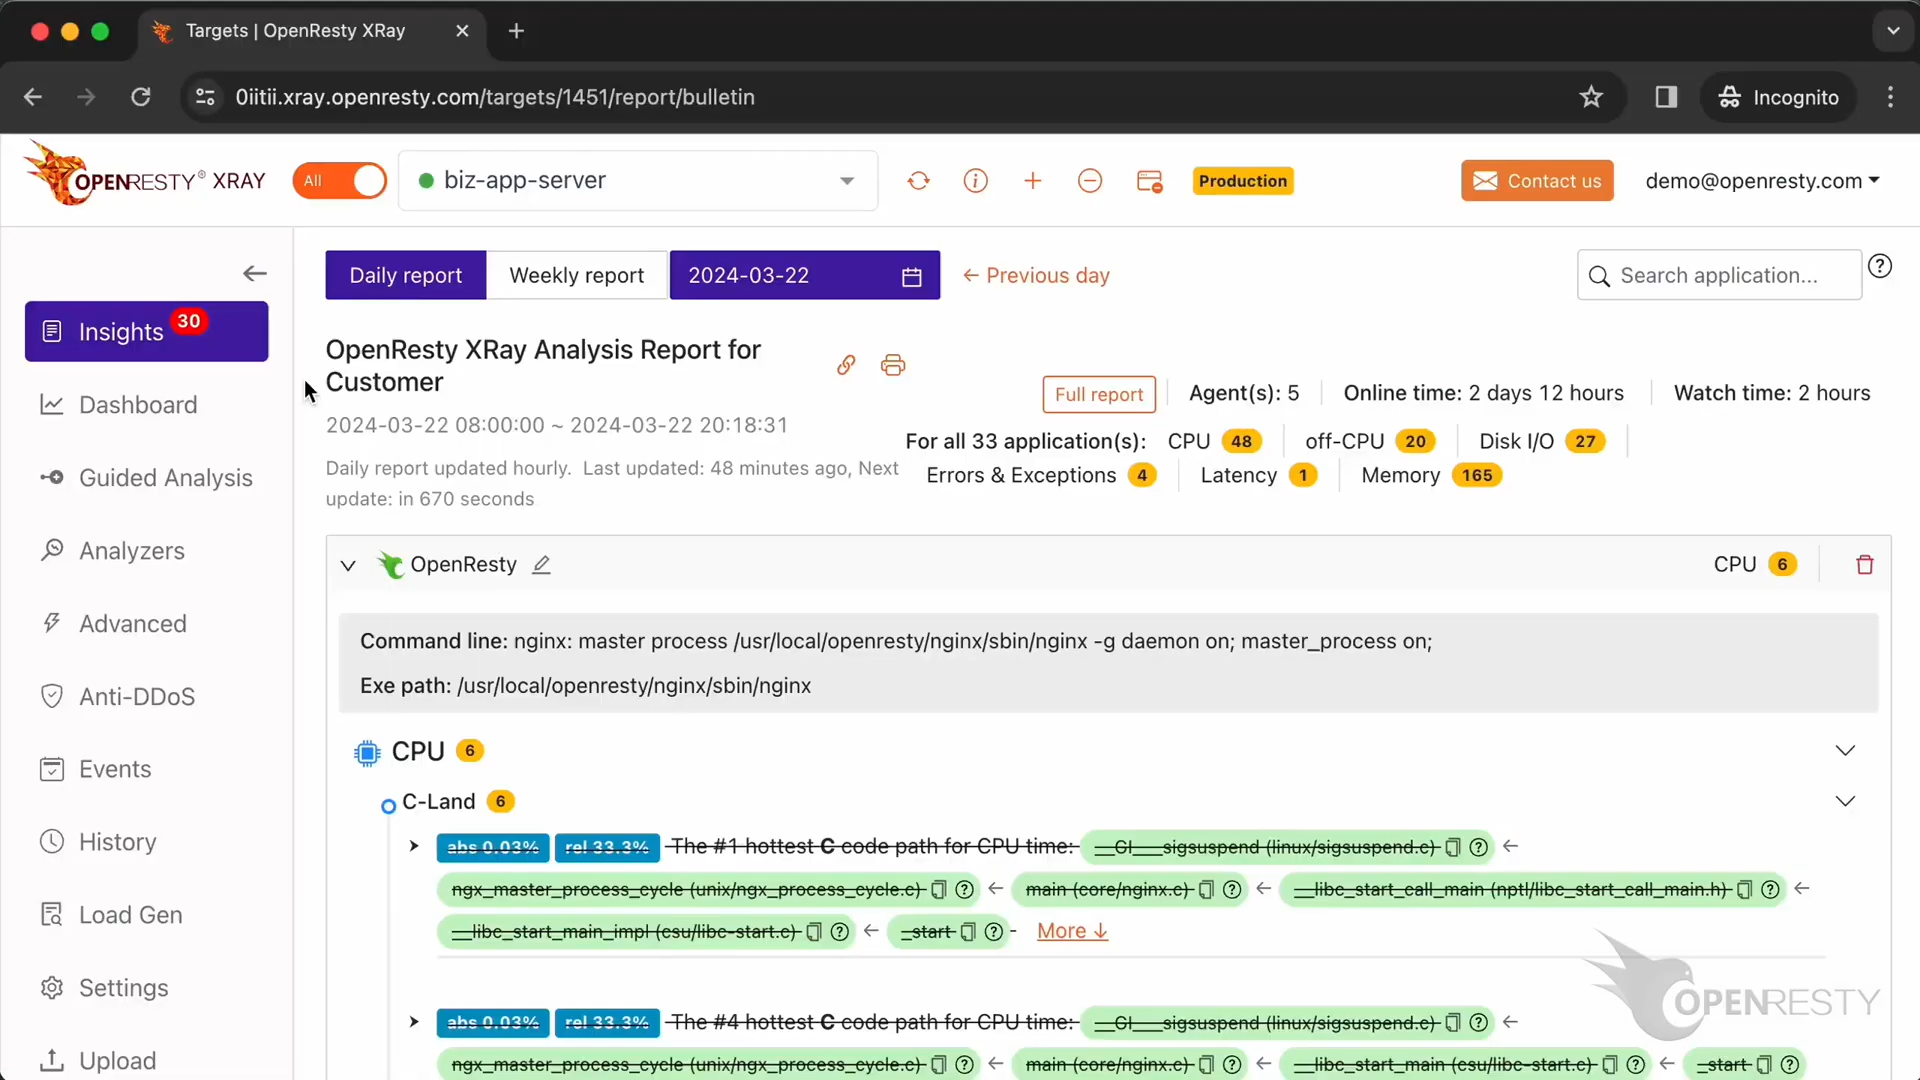 Targets | OpenResty XRay
0iitii.xray.openresty.com/targets/1451/report/bulletin
Incognito
OPENRESTY® XRAY
All
biz-app-server
Production
Contact us
demo@openresty.com
Daily report
Weekly report
2024-03-22
← Previous day
Search application...
Insights 30
Dashboard
Guided Analysis
Analyzers
Advanced
Anti-DDoS
Events
History
Load Gen
Settings
Upload
OpenResty XRay Analysis Report for
Customer
2024-03-22 08:00:00 ~ 2024-03-22 20:18:31
Daily report updated hourly. Last updated: 48 minutes ago, Next
update: in 670 seconds
Full report
Agent(s): 5
Online time: 2 days 12 hours
Watch time: 2 hours
For all 33 application(s): CPU 48 off-CPU 20 Disk I/O 27
Errors & Exceptions 4 Latency 1 Memory 165
OpenResty
CPU 6
Command line: nginx: master process /usr/local/openresty/nginx/sbin/nginx -g daemon on; master_process on;
Exe path: /usr/local/openresty/nginx/sbin/nginx
CPU 6
C-Land 6
abs 0.03% rel 33.3% The #1 hottest C code path for CPU time: __GI___sigsuspend (linux/sigsuspend.c) ←
ngx_master_process_cycle (unix/ngx_process_cycle.c) ← main (core/nginx.c) ← __libc_start_call_main (nptl/libc_start_call_main.h) ←
__libc_start_main_impl (csu/libc-start.c) ← _start - More ↓
abs 0.03% rel 33.3% The #4 hottest C code path for CPU time: __GI___sigsuspend (linux/sigsuspend.c) ←
ngx_master_process_cycle (unix/ngx_process_cycle.c) ← main (core/nginx.c) ← __libc_start_main (csu/libc-start.c) ← _start
OPENRESTY